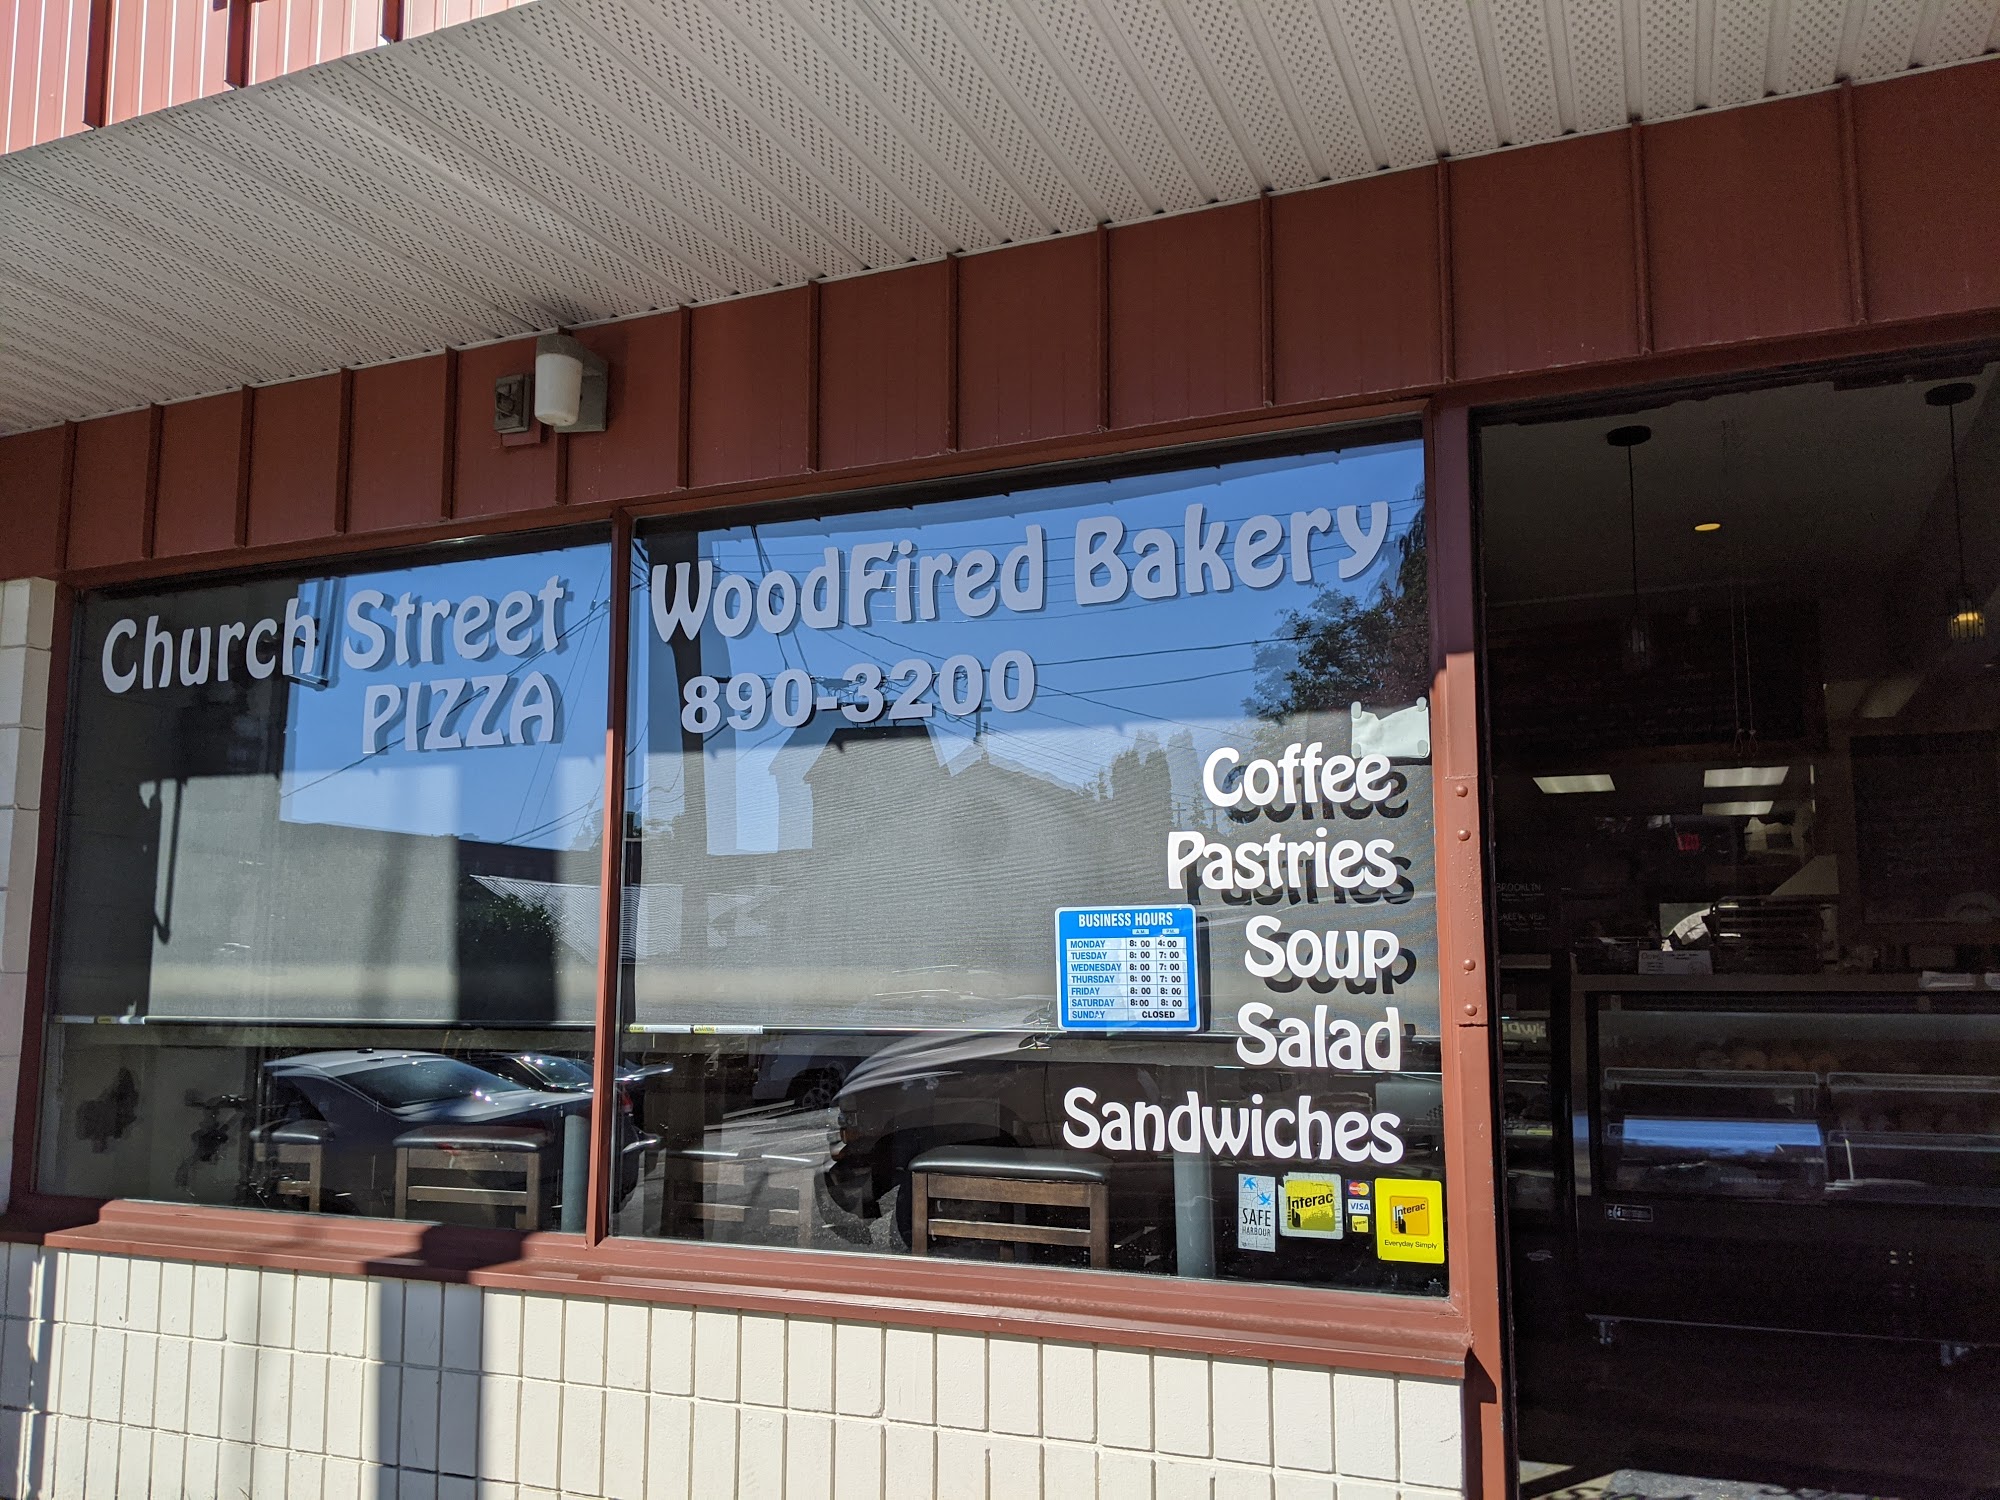 Church Street WoodFired Bakery
PIZZA 890-3200
Coffee
Pastries
Soup
Salad
Sandwiches
BUSINESS HOURS
A.M. P.M.
MONDAY 8:00 4:00
TUESDAY 8:00 7:00
WEDNESDAY 8:00 7:00
THURSDAY 8:00 7:00
FRIDAY 8:00 8:00
SATURDAY 8:00 8:00
SUNDAY CLOSED
SAFE
HARBOUR
Interac
VISA
Interac
Everyday Simply
BROOKLYN